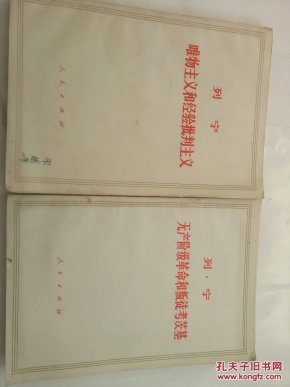 列 宁
唯物主义和经验批判主义
人民出版社
列·宁
无产阶级革命和叛徒考茨基
人民出版社
孔夫子旧书网